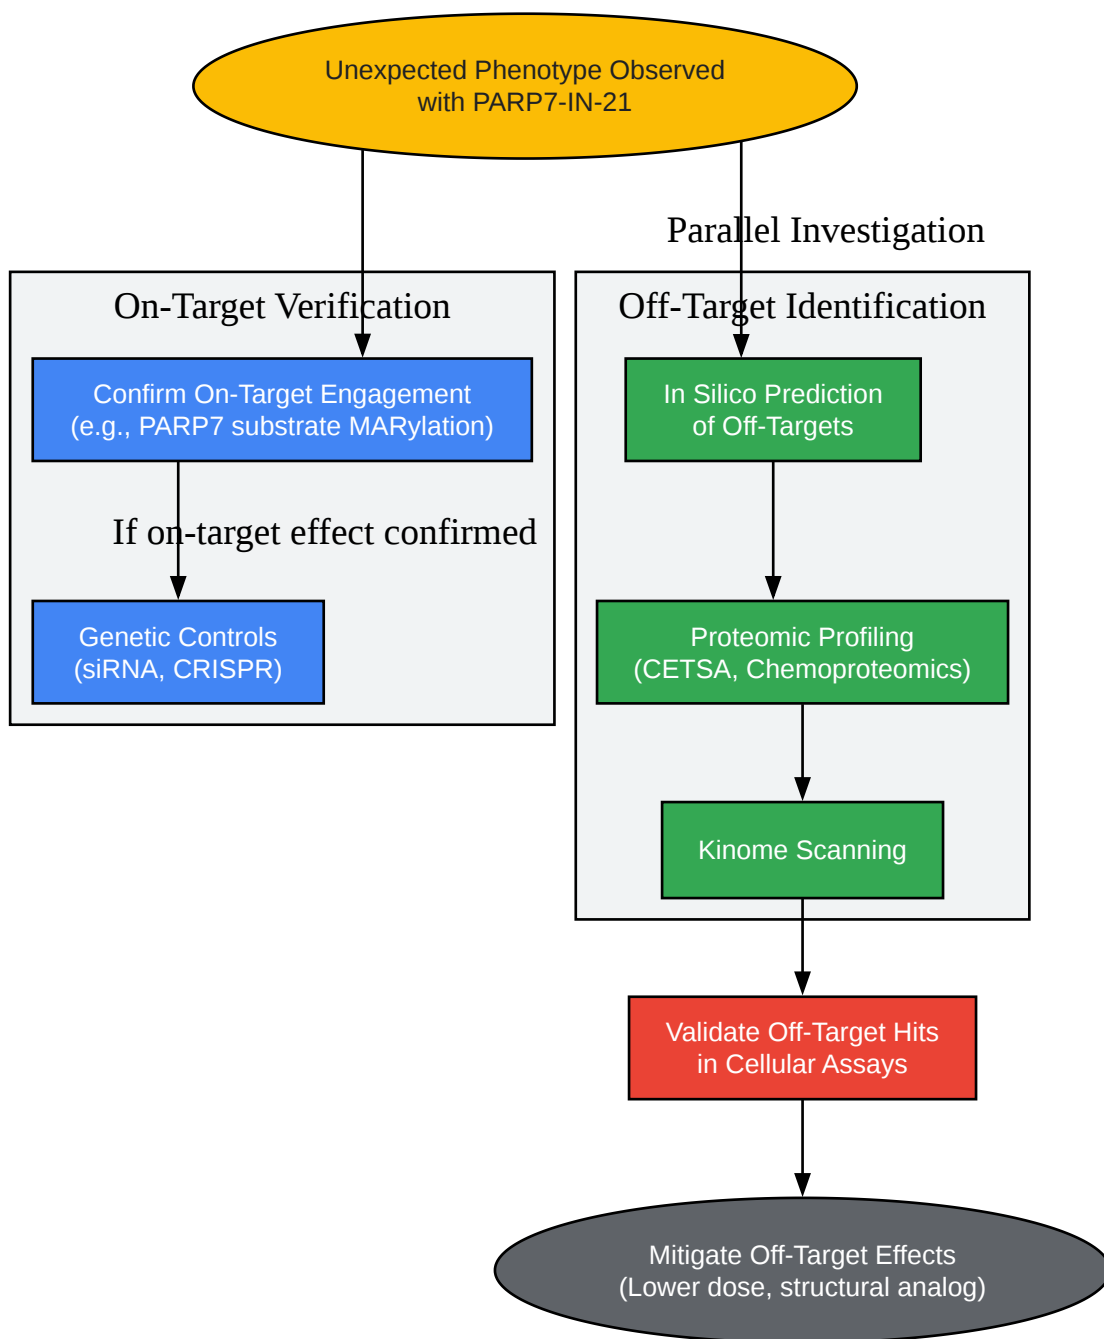 Unexpected Phenotype Observed
with PARP7-IN-21
Parallel Investigation
On-Target Verification
Confirm On-Target Engagement
(e.g., PARP7 substrate MARylation)
If on-target effect confirmed
Genetic Controls
(siRNA, CRISPR)
Off-Target Identification
In Silico Prediction
of Off-Targets
Proteomic Profiling
(CETSA, Chemoproteomics)
Kinome Scanning
Validate Off-Target Hits
in Cellular Assays
Mitigate Off-Target Effects
(Lower dose, structural analog)